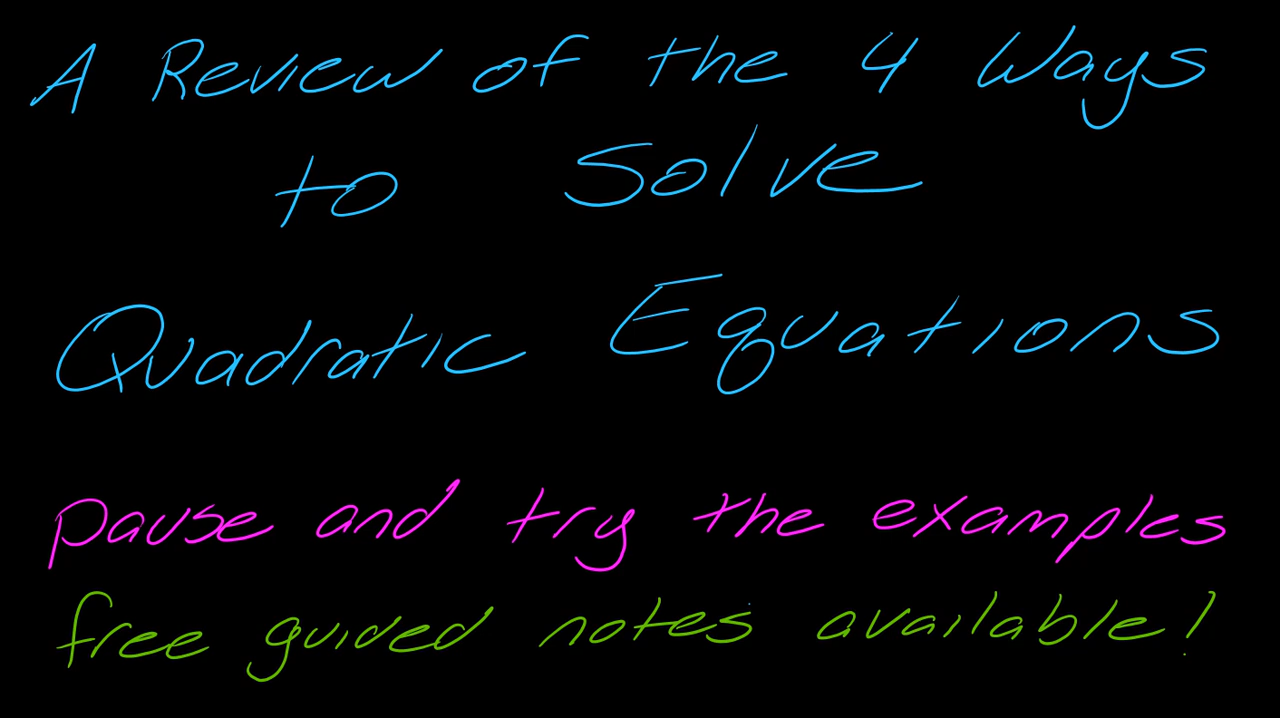 A Review of the 4 Ways
to Solve
Quadratic Equations
pause and try the examples
free guided notes available!